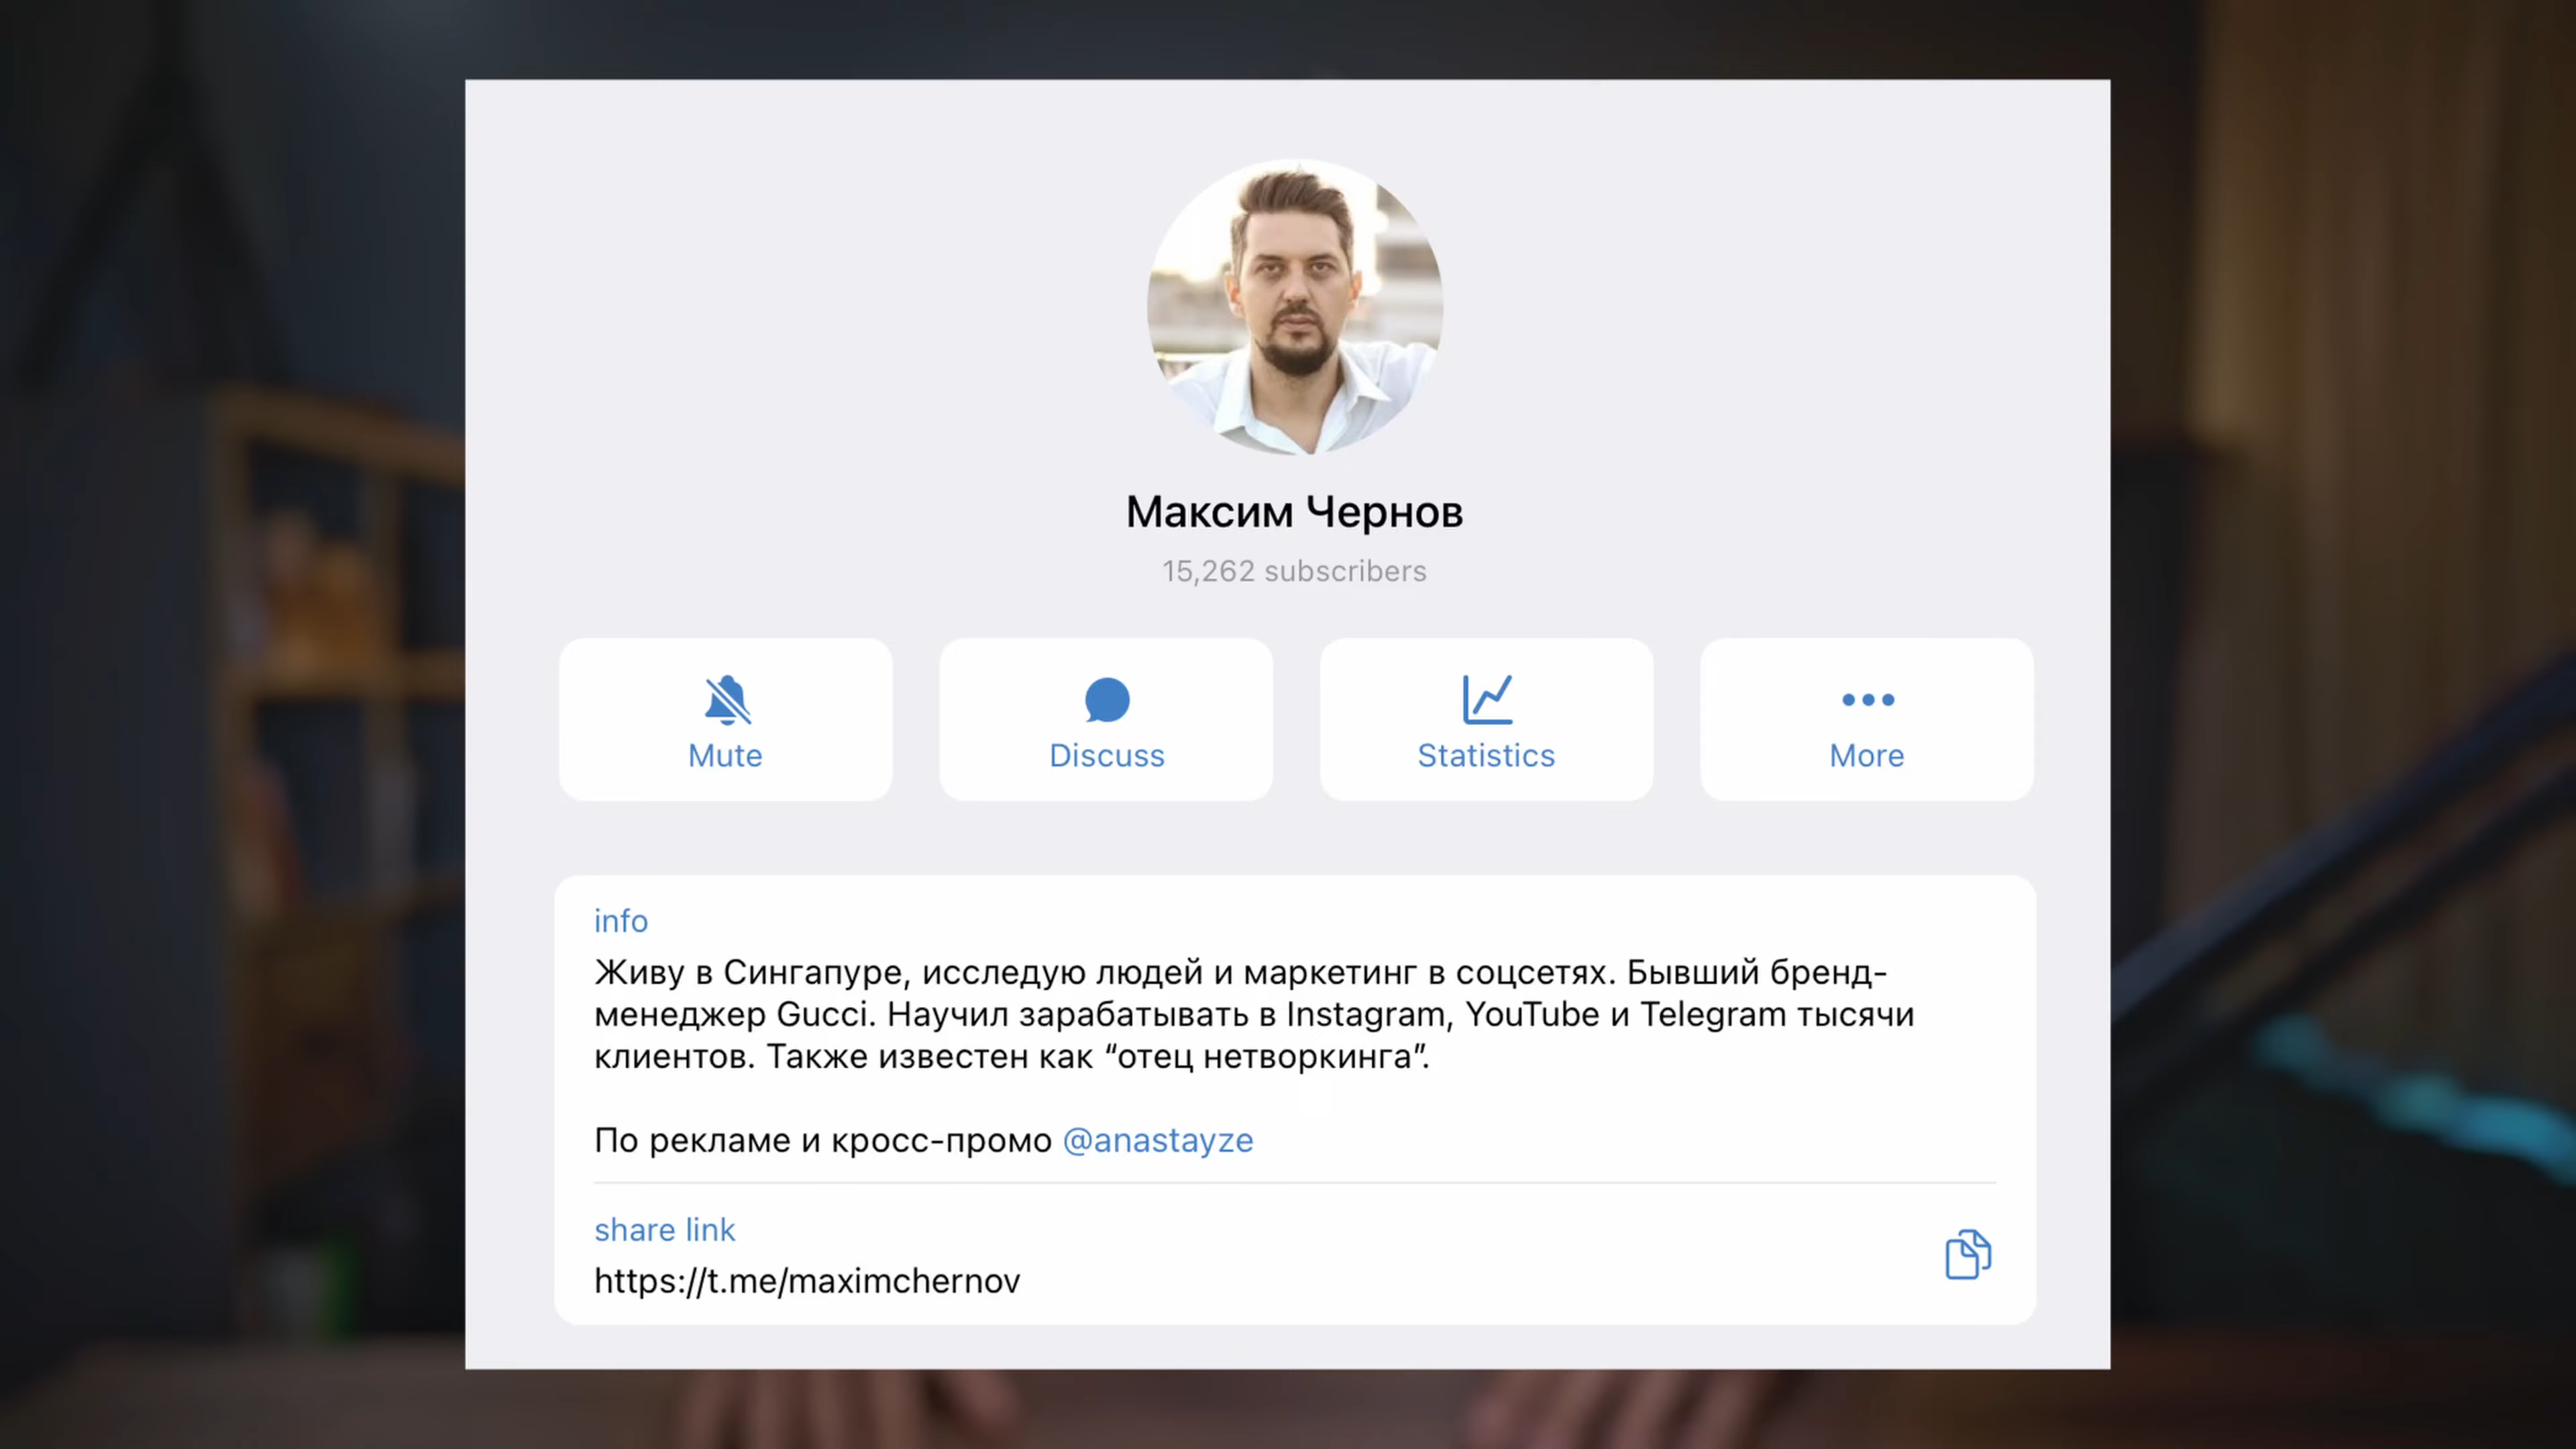 Максим Чернов
15,262 subscribers
Mute
Discuss
Statistics
More
info
Живу в Сингапуре, исследую людей и маркетинг в соцсетях. Бывший бренд-
менеджер Gucci. Научил зарабатывать в Instagram, YouTube и Telegram тысячи
клиентов. Также известен как “отец нетворкинга”.
По рекламе и кросс-промо @anastayze
share link
https://t.me/maximchernov